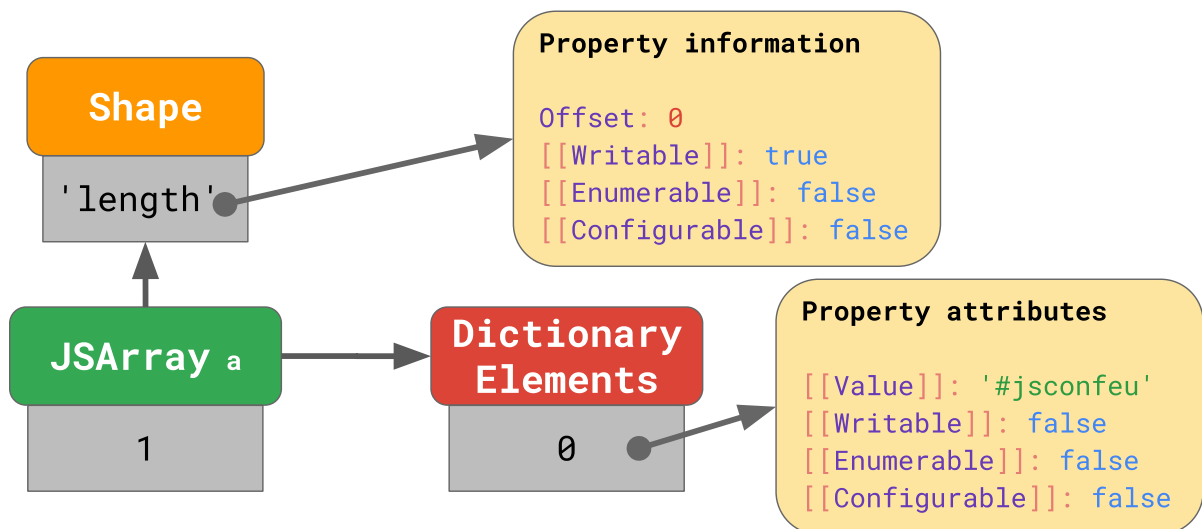 Property information
Shape
Offset: 0
[[Writable]]: true
'length'
[[Enumerable]]: false
[[Configurable]]: false
Property attributes
JSArray a
Dictionary
Elements
[[Value]]: '#jsconfeu'
[[Writable]]: false
1
0
[[Enumerable]]: false
[[Configurable]]: false